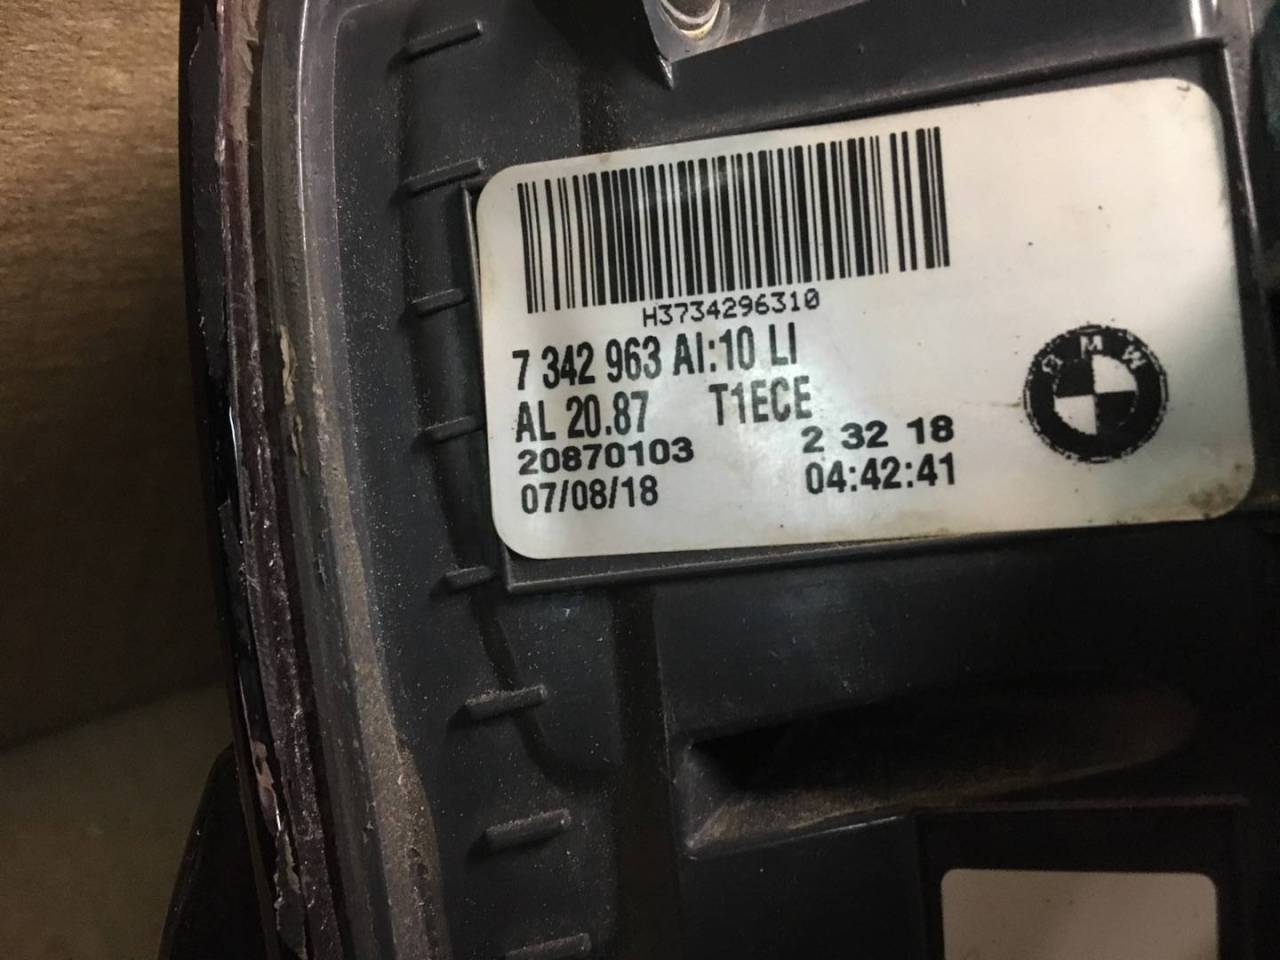 H3734296310
7 342 963 AI:10 LI
AL 20.87 T1ECE
20870103 2 32 18
07/08/18 04:42:41
BMW